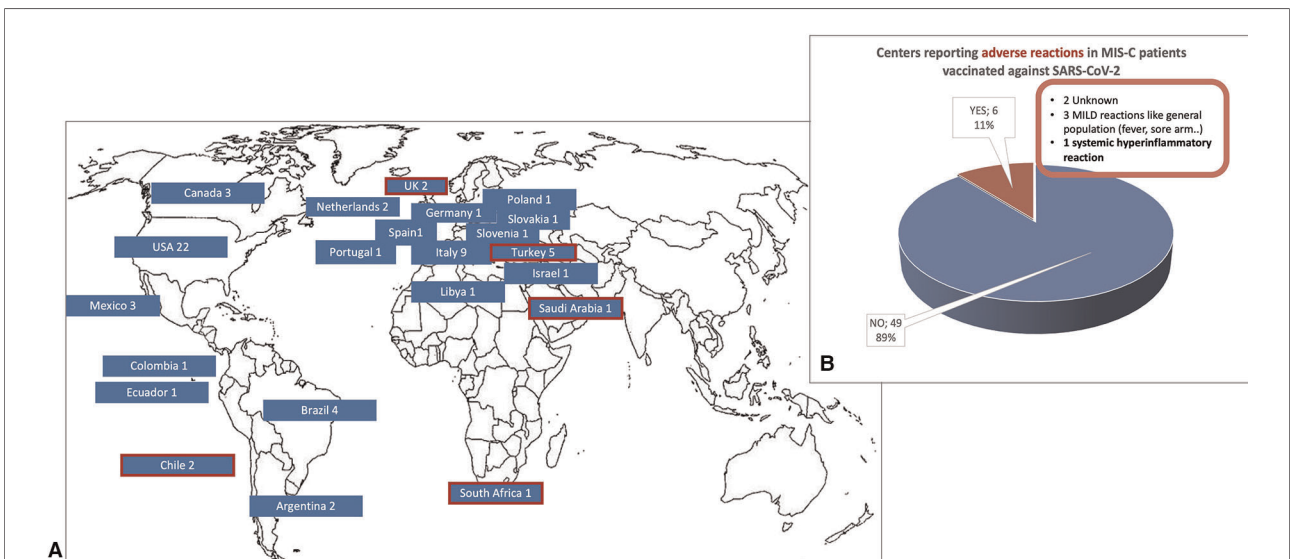 Centers reporting adverse reactions in MIS-C patients
vaccinated against SARS-CoV-2
YES; 6
11%
• 2 Unknown
• 3 MILD reactions like general
population (fever, sore arm..)
• 1 systemic hyperinflammatory
reaction
NO; 49
89%
B
Canada 3
UK 2
Netherlands 2
Poland 1
Germany 1
Slovakia 1
Spain1
Slovenia 1
USA 22
Portugal 1
Italy 9
Turkey 5
Israel 1
Libya 1
Mexico 3
Saudi Arabia 1
Colombia 1
Ecuador 1
Brazil 4
Chile 2
South Africa 1
Argentina 2
A